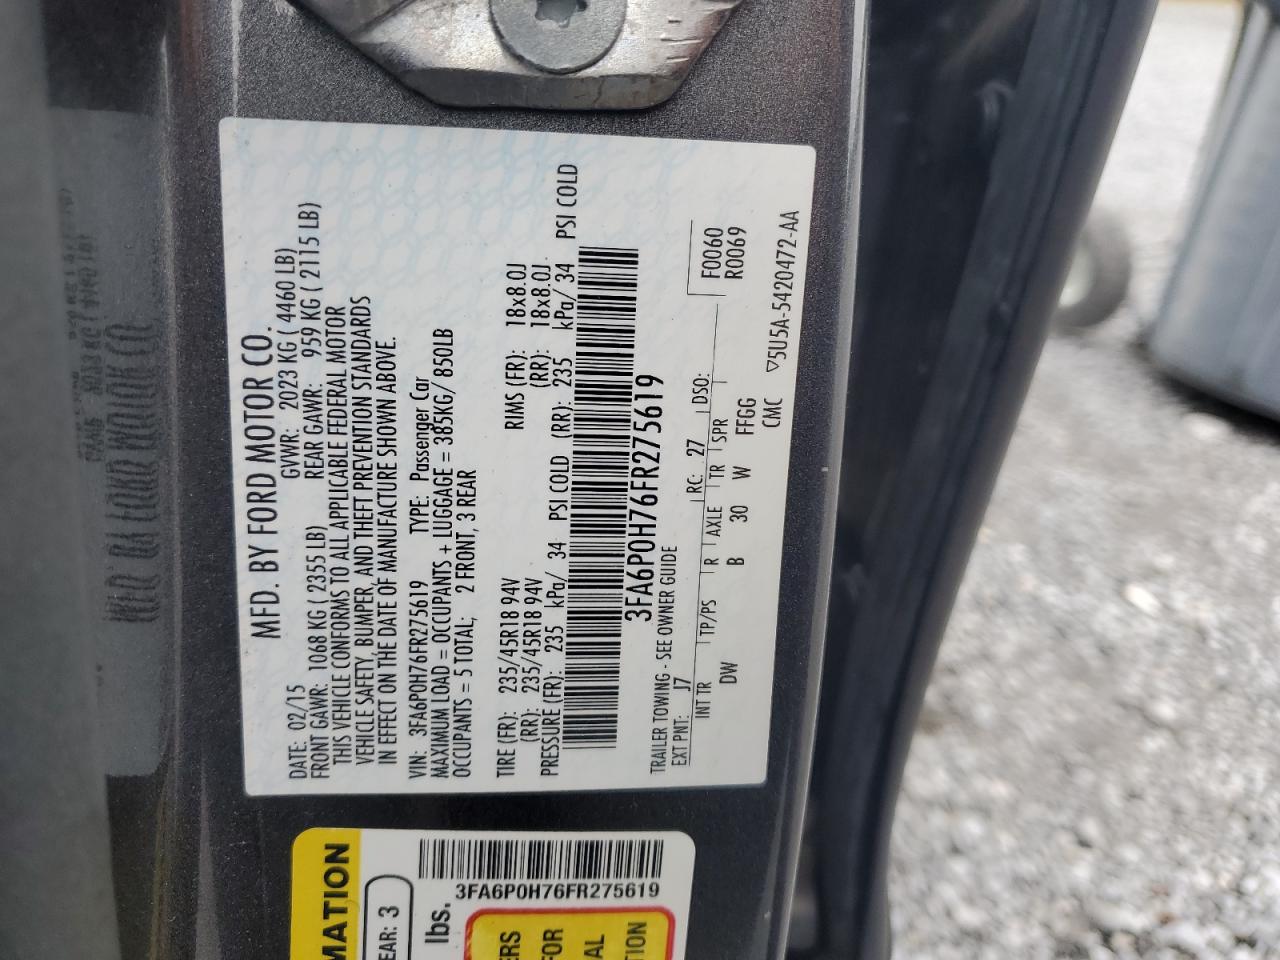 MFD. BY FORD MOTOR CO.
DATE: 02/15 GVWR: 2023 KG ( 4460 LB)
FRONT GAWR: 1068 KG ( 2355 LB) REAR GAWR: 959 KG ( 2115 LB)
THIS VEHICLE CONFORMS TO ALL APPLICABLE FEDERAL MOTOR
VEHICLE SAFETY, BUMPER, AND THEFT PREVENTION STANDARDS
IN EFFECT ON THE DATE OF MANUFACTURE SHOWN ABOVE.
VIN: 3FA6P0H76FR275619 TYPE: Passenger Car
MAXIMUM LOAD = OCCUPANTS + LUGGAGE = 385KG/ 850LB
OCCUPANTS = 5 TOTAL; 2 FRONT, 3 REAR
TIRE (FR): 235/45R18 94V RIMS (FR): 18x8.0J
(RR): 235/45R18 94V (RR): 18x8.0J
PRESSURE (FR): 235 kPa/ 34 PSI COLD (RR): 235 kPa/ 34 PSI COLD
3FA6P0H76FR275619
TRAILER TOWING - SEE OWNER GUIDE
EXT PNT: J7 RC: 27 DSO: F0060
R0069
INT TR TP/PS R AXLE TR SPR
DW B 30 W FFGG
CMC ▽5U5A-5420472-AA
MATION
EAR: 3
lbs.
3FA6P0H76FR275619
ERS
FOR
AL
TION